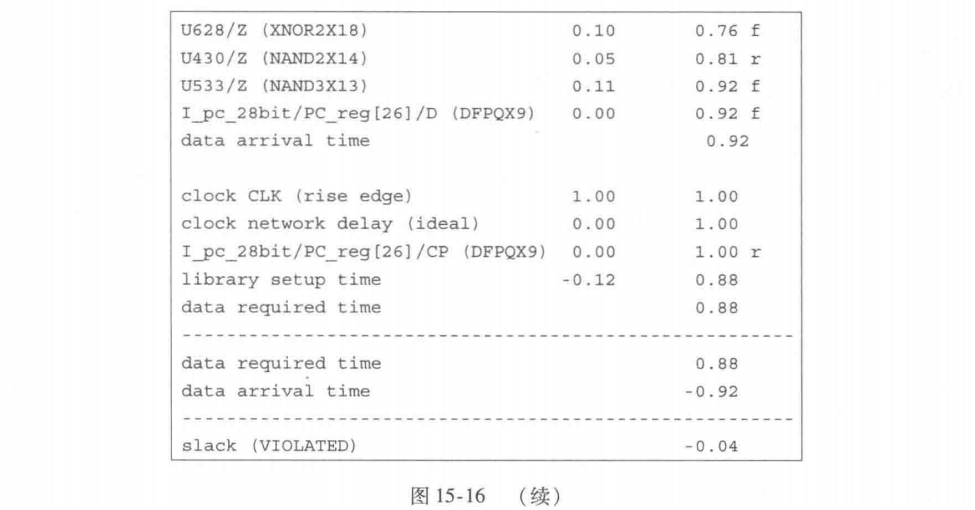 U628/Z (XNOR2X18) 0.10 0.76 f
U430/Z (NAND2X14) 0.05 0.81 r
U533/Z (NAND3X13) 0.11 0.92 f
I_pc_28bit/PC_reg[26]/D (DFPQX9) 0.00 0.92 f
data arrival time 0.92
clock CLK (rise edge) 1.00 1.00
clock network delay (ideal) 0.00 1.00
I_pc_28bit/PC_reg[26]/CP (DFPQX9) 0.00 1.00 r
library setup time -0.12 0.88
data required time 0.88
data required time 0.88
data arrival time -0.92
slack (VIOLATED) -0.04
图 15-16 （续）